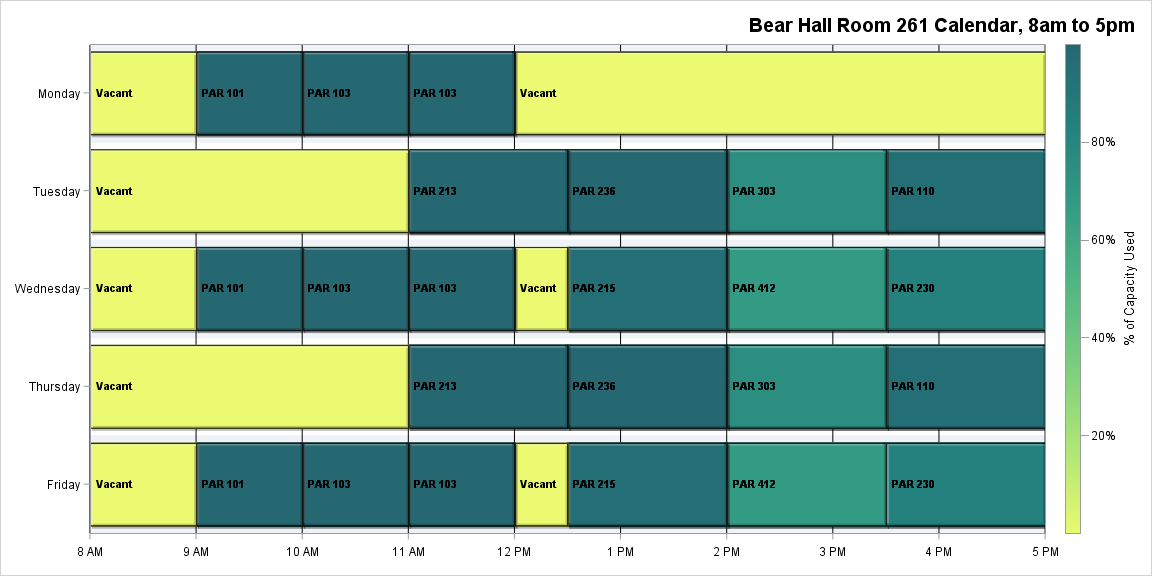 Bear Hall Room 261 Calendar, 8am to 5pm
Monday Vacant PAR 101 PAR 103 PAR 103 Vacant
80%
Tuesday Vacant PAR 213 PAR 236 PAR 303 PAR 110
60%
% of Capacity Used
Wednesday Vacant PAR 101 PAR 103 PAR 103 Vacant PAR 215 PAR 412 PAR 230
40%
Thursday Vacant PAR 213 PAR 236 PAR 303 PAR 110
20%
Friday Vacant PAR 101 PAR 103 PAR 103 Vacant PAR 215 PAR 412 PAR 230
8 AM 9 AM 10 AM 11 AM 12 PM 1 PM 2 PM 3 PM 4 PM 5 PM